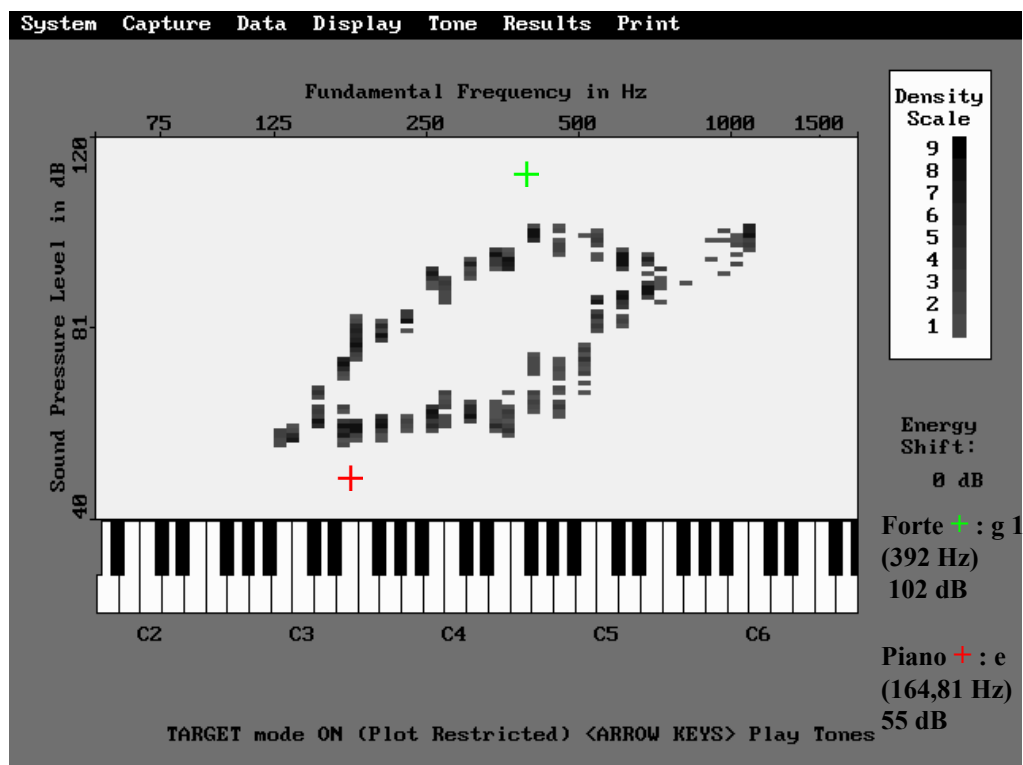 System Capture Data Display Tone Results Print
Fundamental Frequency in Hz
75 125 250 500 1000 1500
Sound Pressure Level in dB
120
81
40
Density
Scale
9
8
7
6
5
4
3
2
1
Energy
Shift:
0 dB
Forte + : g 1
(392 Hz)
102 dB
C2 C3 C4 C5 C6
Piano + : e
(164,81 Hz)
55 dB
TARGET mode ON (Plot Restricted) <ARROW KEYS> Play Tones